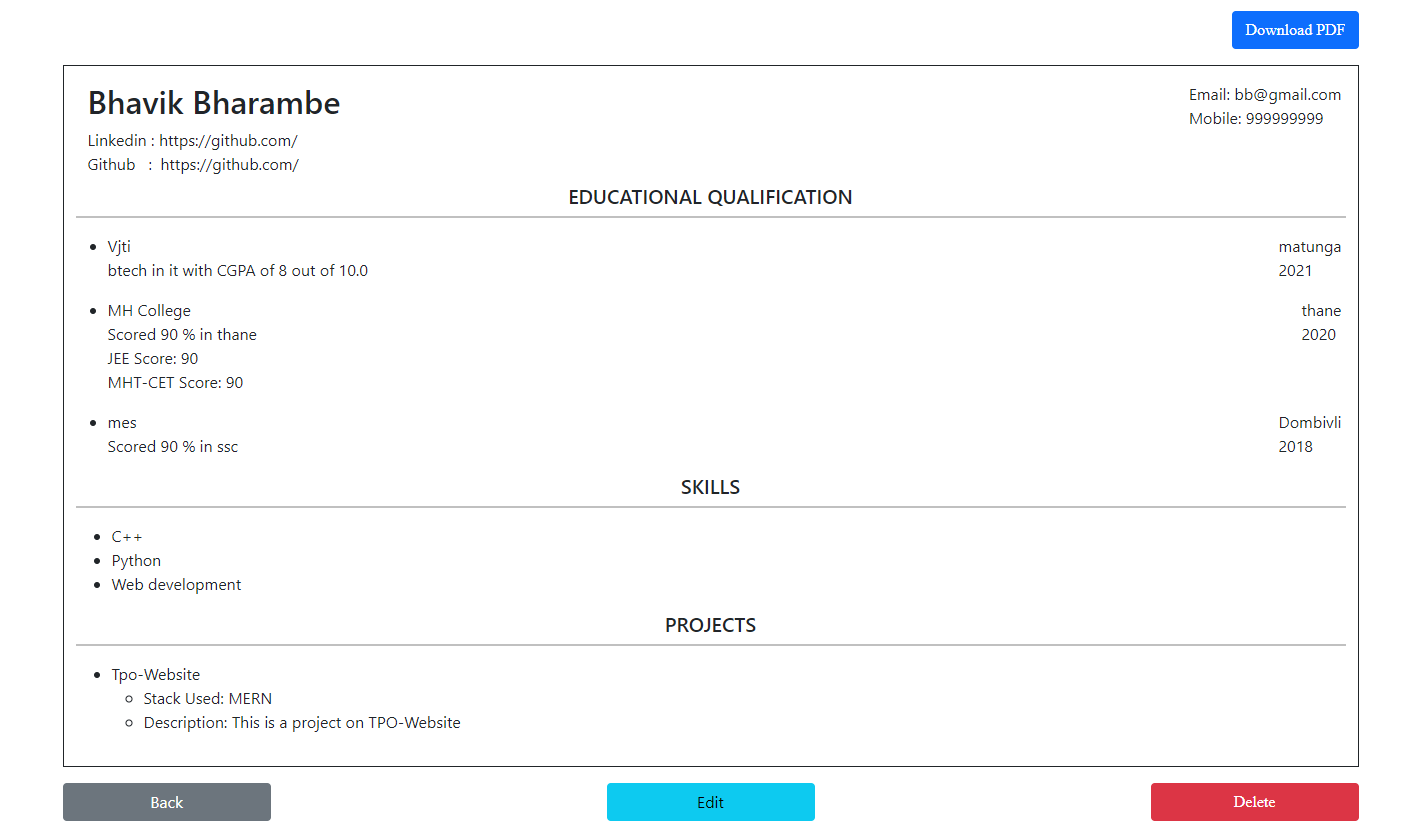 Download PDF
Bhavik Bharambe
Email: bb@gmail.com
Mobile: 999999999
Linkedin : https://github.com/
Github : https://github.com/
EDUCATIONAL QUALIFICATION
Vjti
matunga
btech in it with CGPA of 8 out of 10.0
2021
MH College
thane
Scored 90 % in thane
2020
JEE Score: 90
MHT-CET Score: 90
mes
Dombivli
Scored 90 % in ssc
2018
SKILLS
C++
Python
Web development
PROJECTS
Tpo-Website
Stack Used: MERN
Description: This is a project on TPO-Website
Back
Edit
Delete